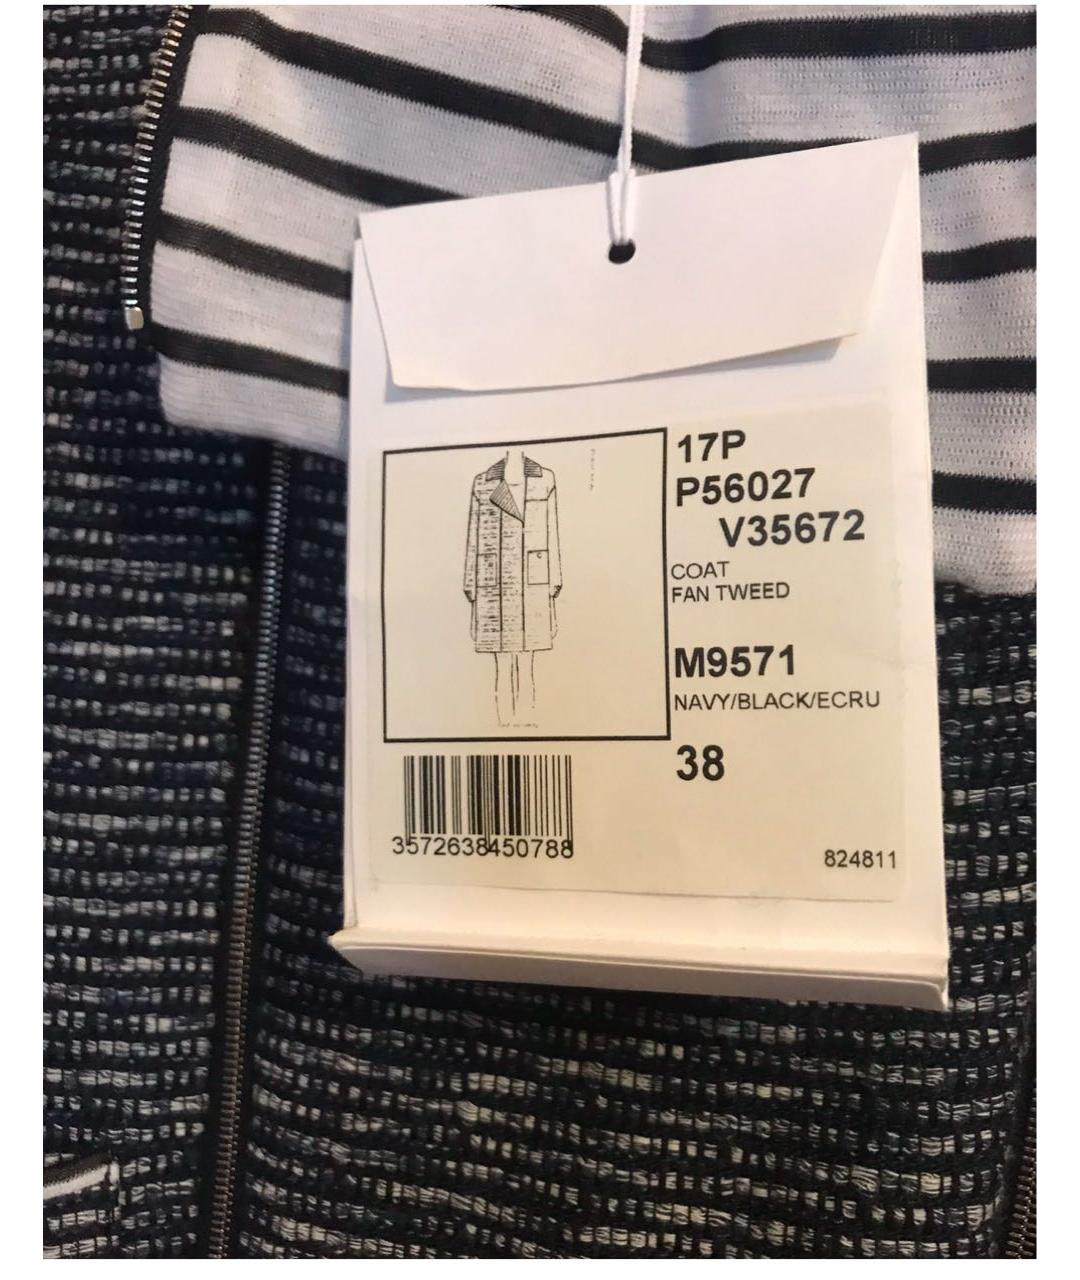 17P
P56027
V35672
COAT
FAN TWEED
M9571
NAVY/BLACK/ECRU
38
3572638450788
824811